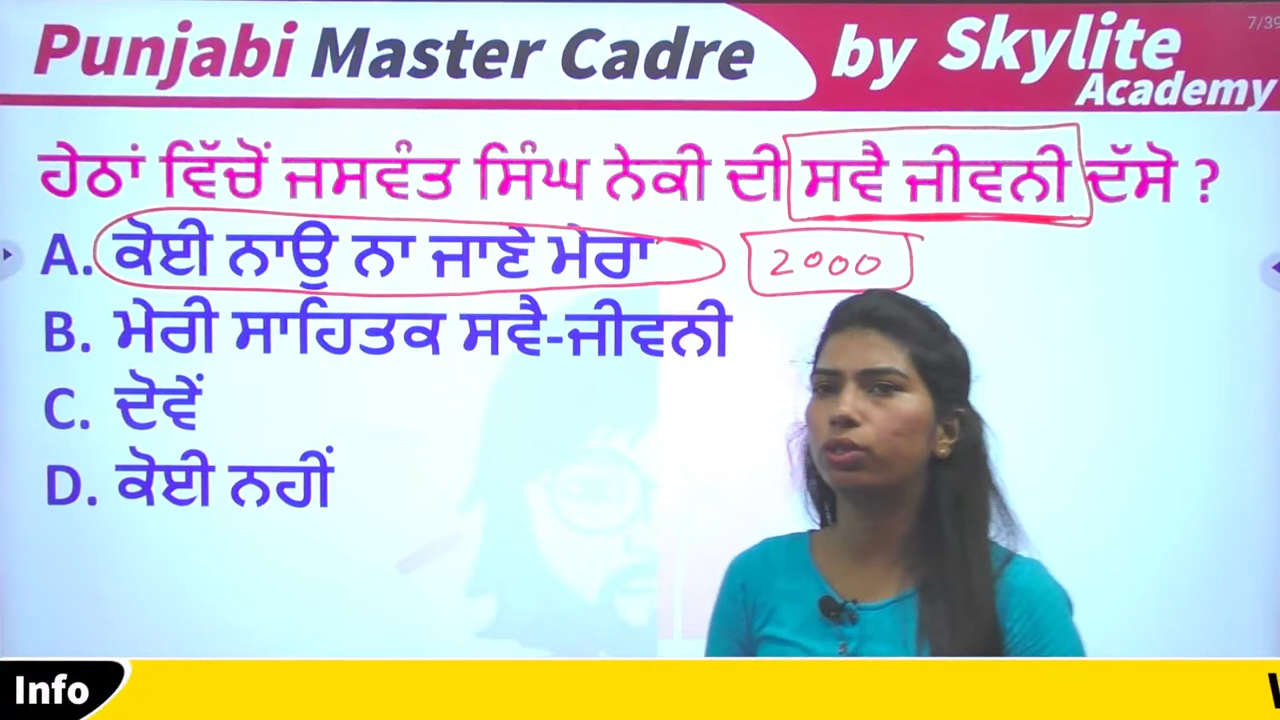 Punjabi Master Cadre by Skylite Academy
7/39
ਹੇਠਾਂ ਵਿੱਚੋਂ ਜਸਵੰਤ ਸਿੰਘ ਨੇਕੀ ਦੀ ਸਵੈ ਜੀਵਨੀ ਦੱਸੋ ?
A. ਕੋਈ ਨਾਉ ਨਾ ਜਾਣੇ ਮੇਰਾ 2000
B. ਮੇਰੀ ਸਾਹਿਤਕ ਸਵੈ-ਜੀਵਨੀ
C. ਦੋਵੇਂ
D. ਕੋਈ ਨਹੀਂ
Info